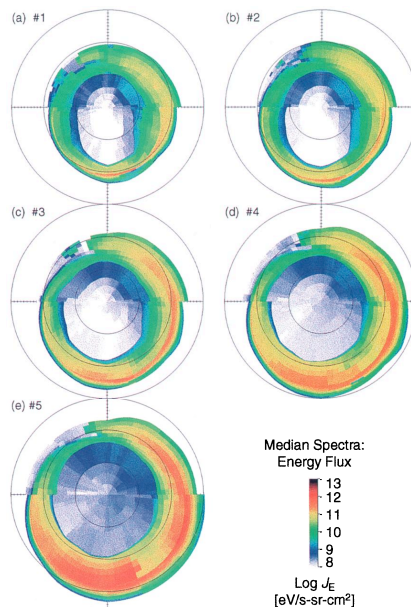 (a) #1
(b) #2
(c) #3
(d) #4
(e) #5
Median Spectra:
Energy Flux
13
12
11
10
9
8
Log JE
[eV/s-sr-cm²]